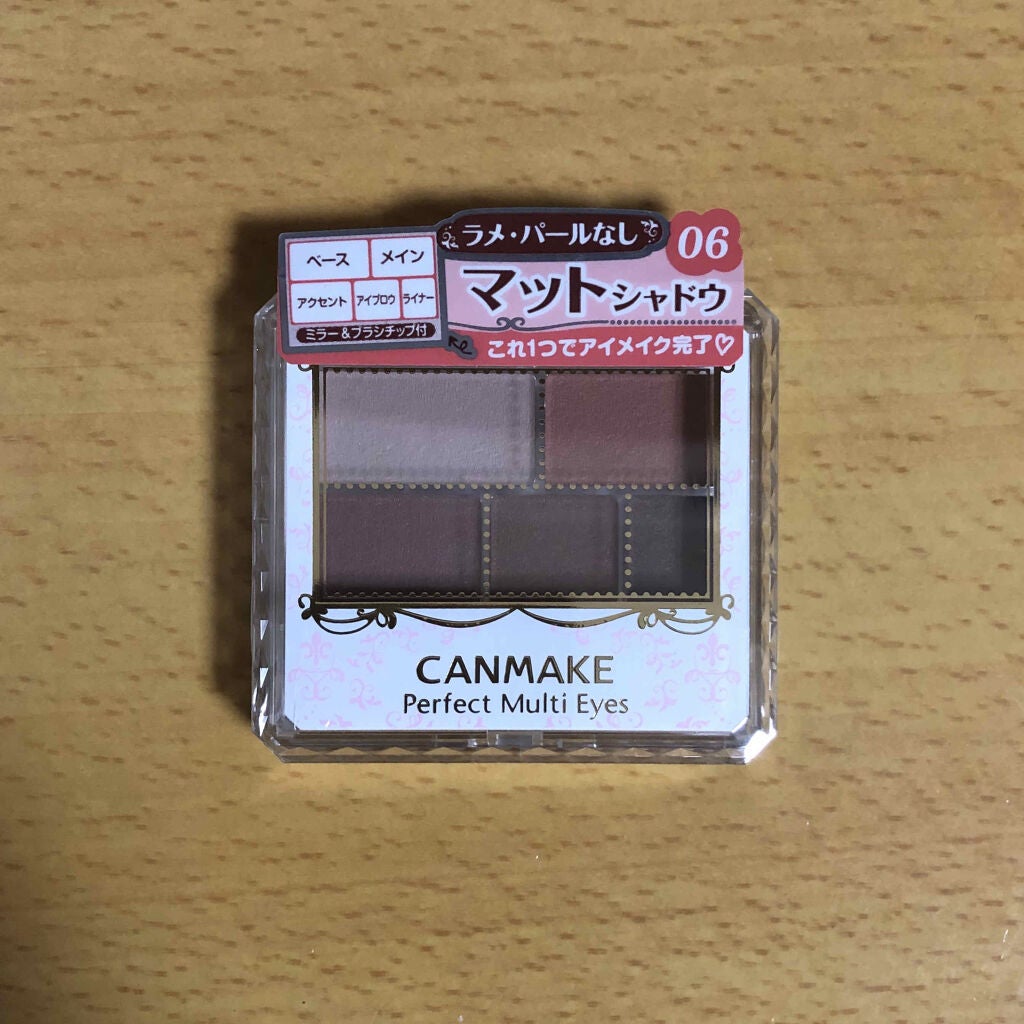 ラメ・パールなし
06
ベース
メイン
アクセント
アイブロウ
ライナー
ミラー&ブラシチップ付
マットシャドウ
これ1つでアイメイク完了♡
CANMAKE
Perfect Multi Eyes